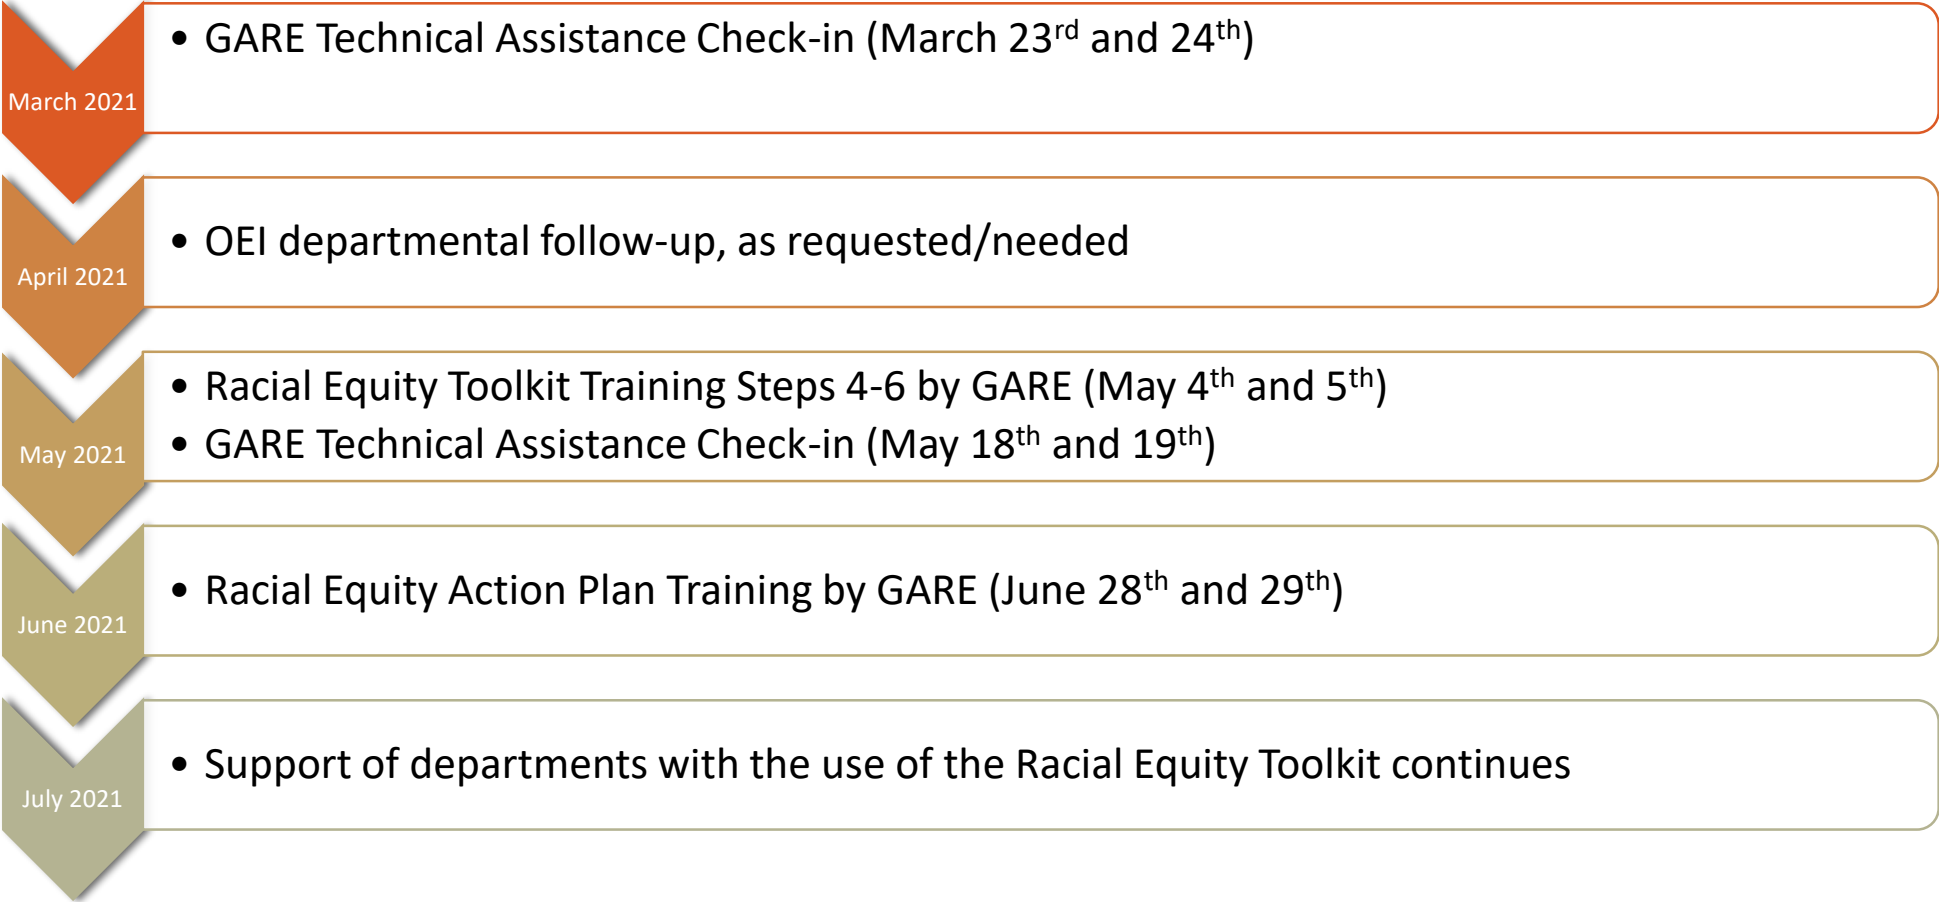 March 2021
• GARE Technical Assistance Check-in (March 23rd and 24th)
April 2021
• OEI departmental follow-up, as requested/needed
May 2021
• Racial Equity Toolkit Training Steps 4-6 by GARE (May 4th and 5th)
• GARE Technical Assistance Check-in (May 18th and 19th)
June 2021
• Racial Equity Action Plan Training by GARE (June 28th and 29th)
July 2021
• Support of departments with the use of the Racial Equity Toolkit continues